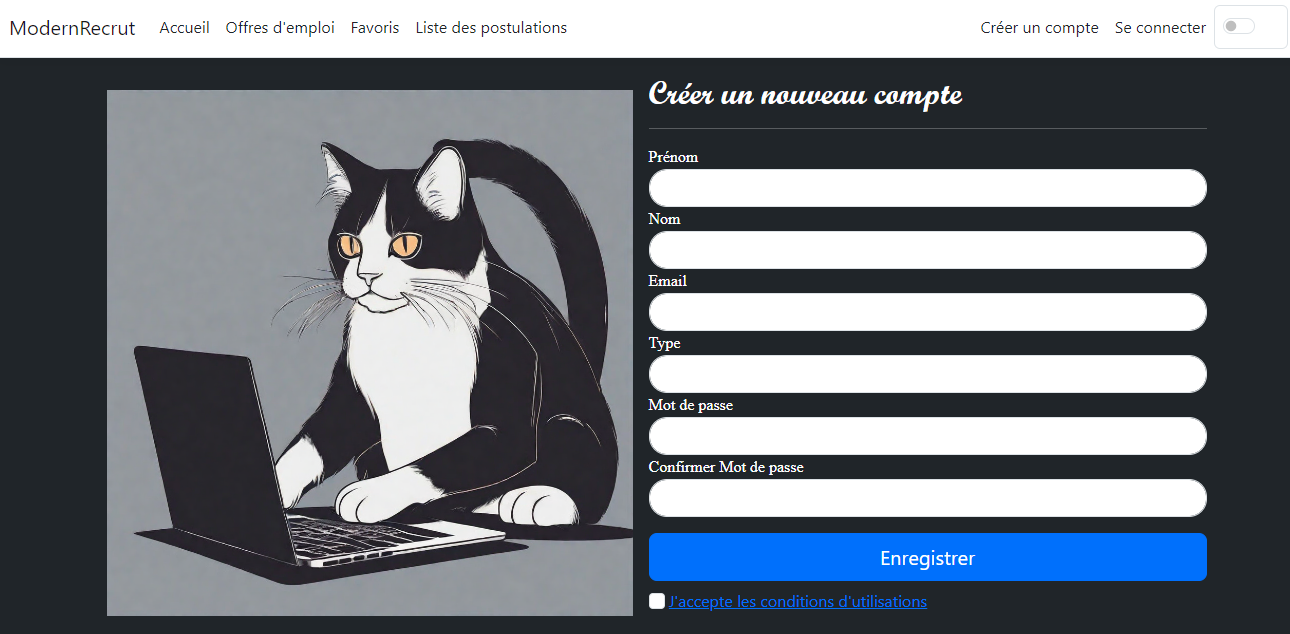 ModernRecrut Accueil Offres d'emploi Favoris Liste des postulations Créer un compte Se connecter
Créer un nouveau compte
Prénom
Nom
Email
Type
Mot de passe
Confirmer Mot de passe
Enregistrer
J'accepte les conditions d'utilisations